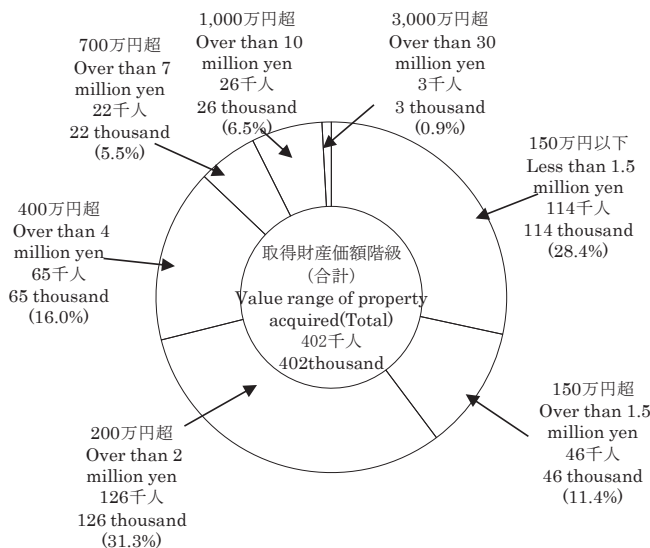 1,000万円超
Over than 10
million yen
26千人
26 thousand
(6.5%)
3,000万円超
Over than 30
million yen
3千人
3 thousand
(0.9%)
700万円超
Over than 7
million yen
22千人
22 thousand
(5.5%)
150万円以下
Less than 1.5
million yen
114千人
114 thousand
(28.4%)
400万円超
Over than 4
million yen
65千人
65 thousand
(16.0%)
取得財産価額階級
(合計)
Value range of property
acquired(Total)
402千人
402thousand
200万円超
Over than 2
million yen
126千人
126 thousand
(31.3%)
150万円超
Over than 1.5
million yen
46千人
46 thousand
(11.4%)